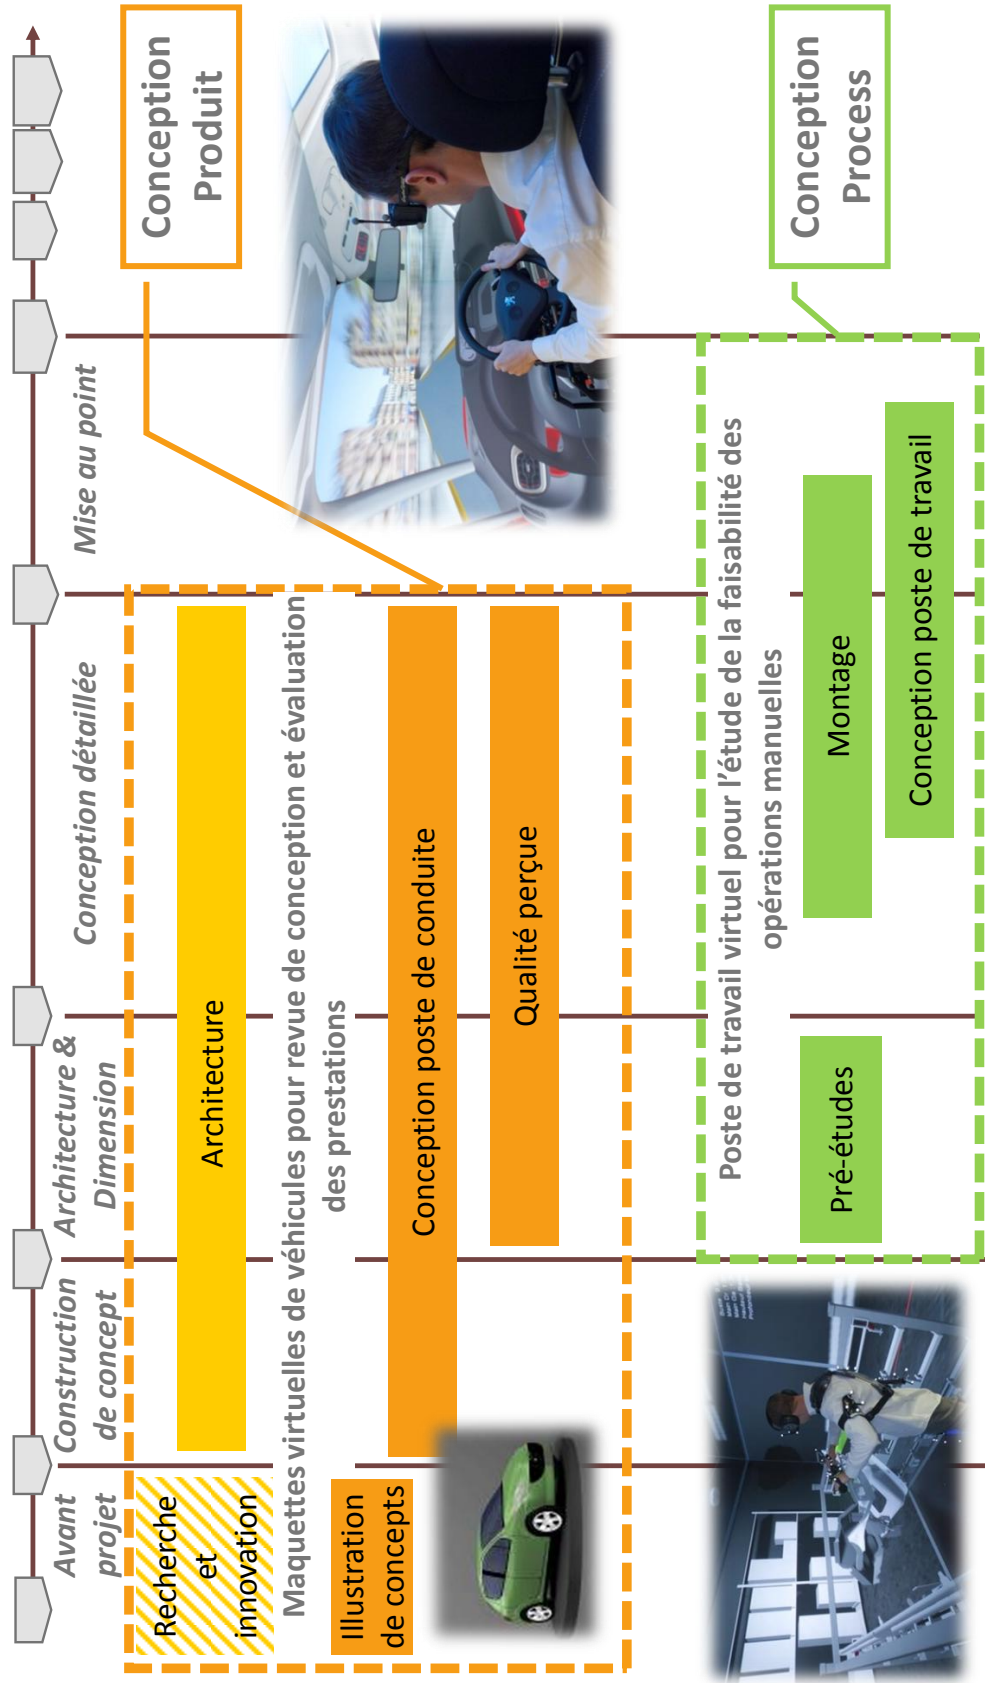 Avant
projet
Construction
de concept
Architecture &
Dimension
Conception détaillée
Mise au point
Conception
Produit
Recherche
et
innovation
Architecture
Maquettes virtuelles de véhicules pour revue de conception et évaluation
des prestations
Illustration
de concepts
Conception poste de conduite
Qualité perçue
Conception
Process
Poste de travail virtuel pour l'étude de la faisabilité des
opérations manuelles
Pré-études
Montage
Conception poste de travail